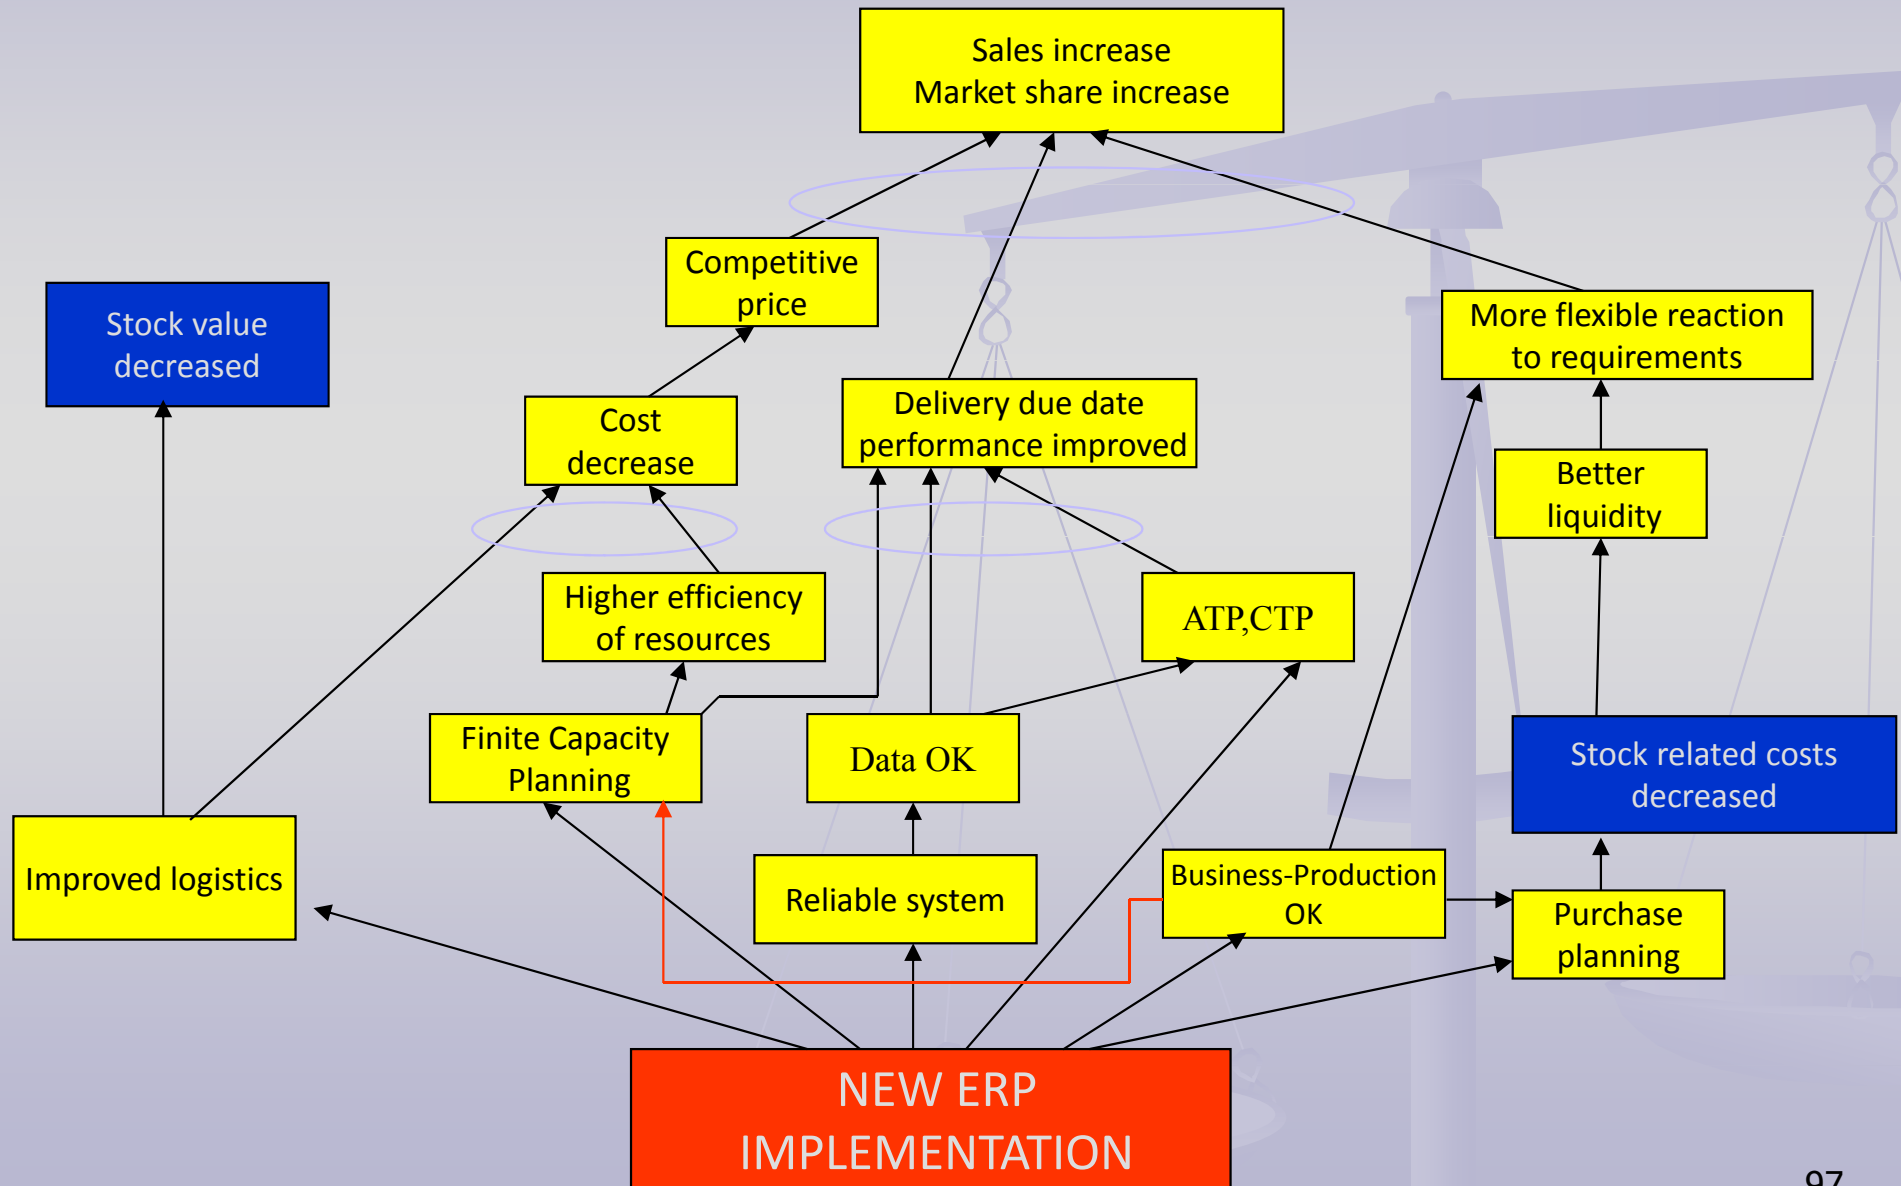 Sales increase
Market share increase
Competitive
price
Stock value
decreased
More flexible reaction
to requirements
Cost
decrease
Delivery due date
performance improved
Better
liquidity
Higher efficiency
of resources
ATP,CTP
Finite Capacity
Planning
Data OK
Stock related costs
decreased
Improved logistics
Reliable system
Business-Production
OK
Purchase
planning
NEW ERP
IMPLEMENTATION
97